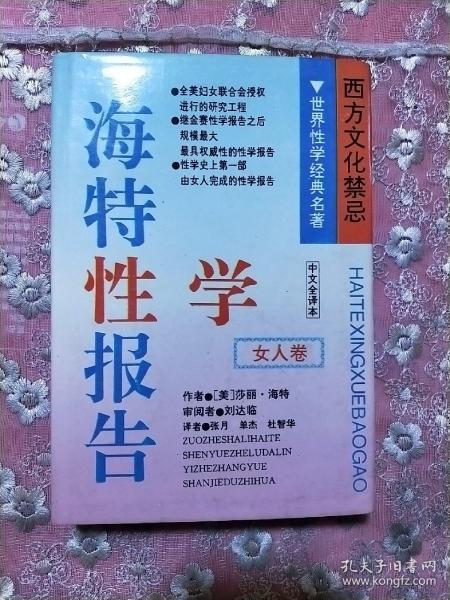 西方文化禁忌
▼世界性学经典名著
●全美妇女联合会授权
进行的研究工程
●继金赛性学报告之后
规模最大
最具权威性的性学报告
●性学史上第一部
由女人完成的性学报告
海特性学报告
中文全译本
女人卷
HAITEXINGXUEBAOGAO
作者●[美]莎丽·海特
审阅者●刘达临
译者●张月 单杰 杜智华
ZUOZHESHALIHAITE
SHENYUEZHELUDALIN
YIZHEZHANGYUE
SHANJIEDUZHIHUA
孔夫子旧书网
www.kongfz.com